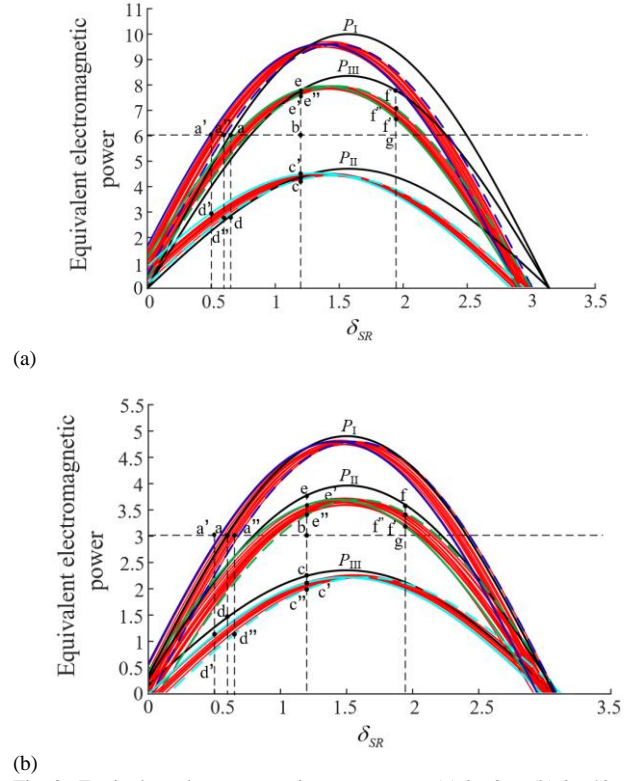 11
10
9
8
7
6
5
4
3
2
1
0
0 0.5 1 1.5 2 2.5 3 3.5
Equivalent electromagnetic
power
δSR
PI
PIII
PII
a' a" a
e
e' e"
b
c'
c
d'
d" d
f
f"
f'
g
(a)
5.5
5
4.5
4
3.5
3
2.5
2
1.5
1
0.5
0
0 0.5 1 1.5 2 2.5 3 3.5
Equivalent electromagnetic
power
δSR
PI
PII
PIII
a' a a"
e
e'
b e"
c
c" c'
d
d' d"
f
f" f'
g
(b)